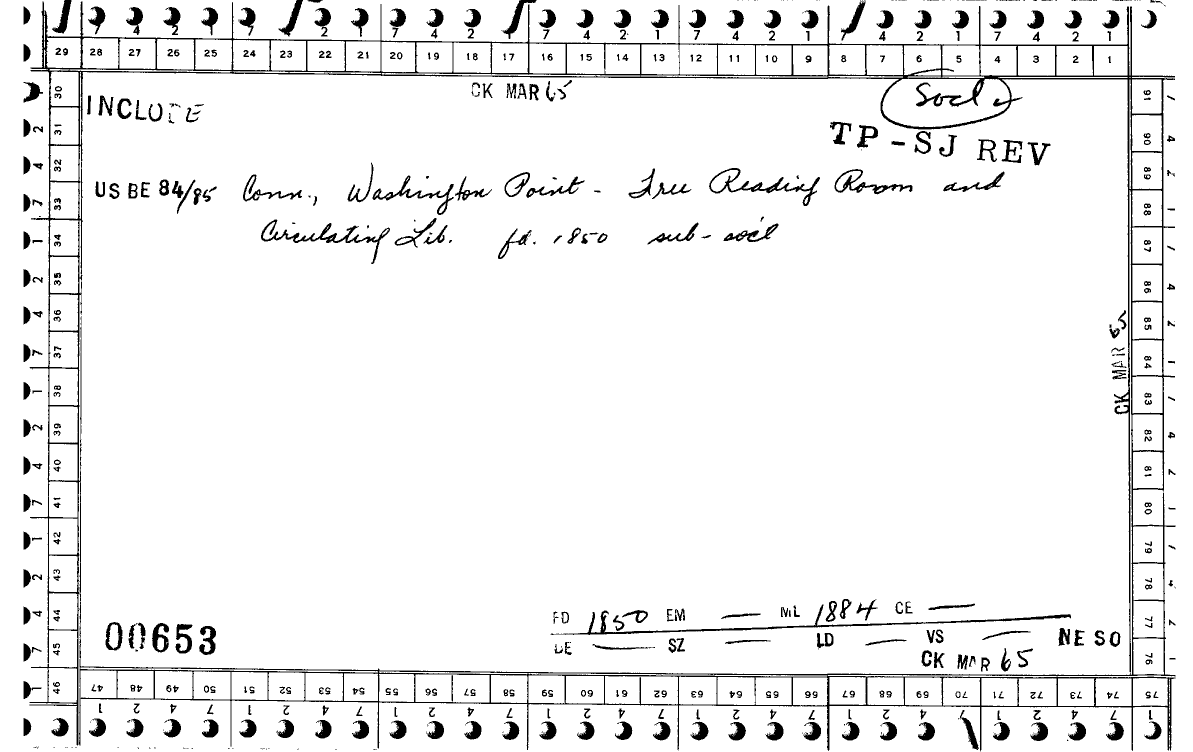 7 4 2 1 7 2 1 7 4 2 1 7 4 2 1 7 4 2 1 7 4 2 1 7 4 2 1
29 28 27 26 25 24 23 22 21 20 19 18 17 16 15 14 13 12 11 10 9 8 7 6 5 4 3 2 1
CK MAR 65
INCLUDE
Socl
TP-SJ REV
US BE 84/85 Conn., Washington Point - Free Reading Room and
Circulating Lib. fd. 1850 sub-socl
30 31 32 33 34 35 36 37 38 39 40 41 42 43 44 45 46
91 90 89 88 87 86 85 84 83 82 81 80 79 78 77 76
CK MAR 65
00653
FD 1850 EM — ML 1884 CE —
DE — SZ — LD — VS — NE SO
CK MAR 65
47 48 49 50 51 52 53 54 55 56 57 58 59 60 61 62 63 64 65 66 67 68 69 70 71 72 73 74 75
1 2 4 7 1 2 4 7 1 2 4 7 1 2 4 7 1 2 4 7 1 2 4 7 1 2 4 7 1